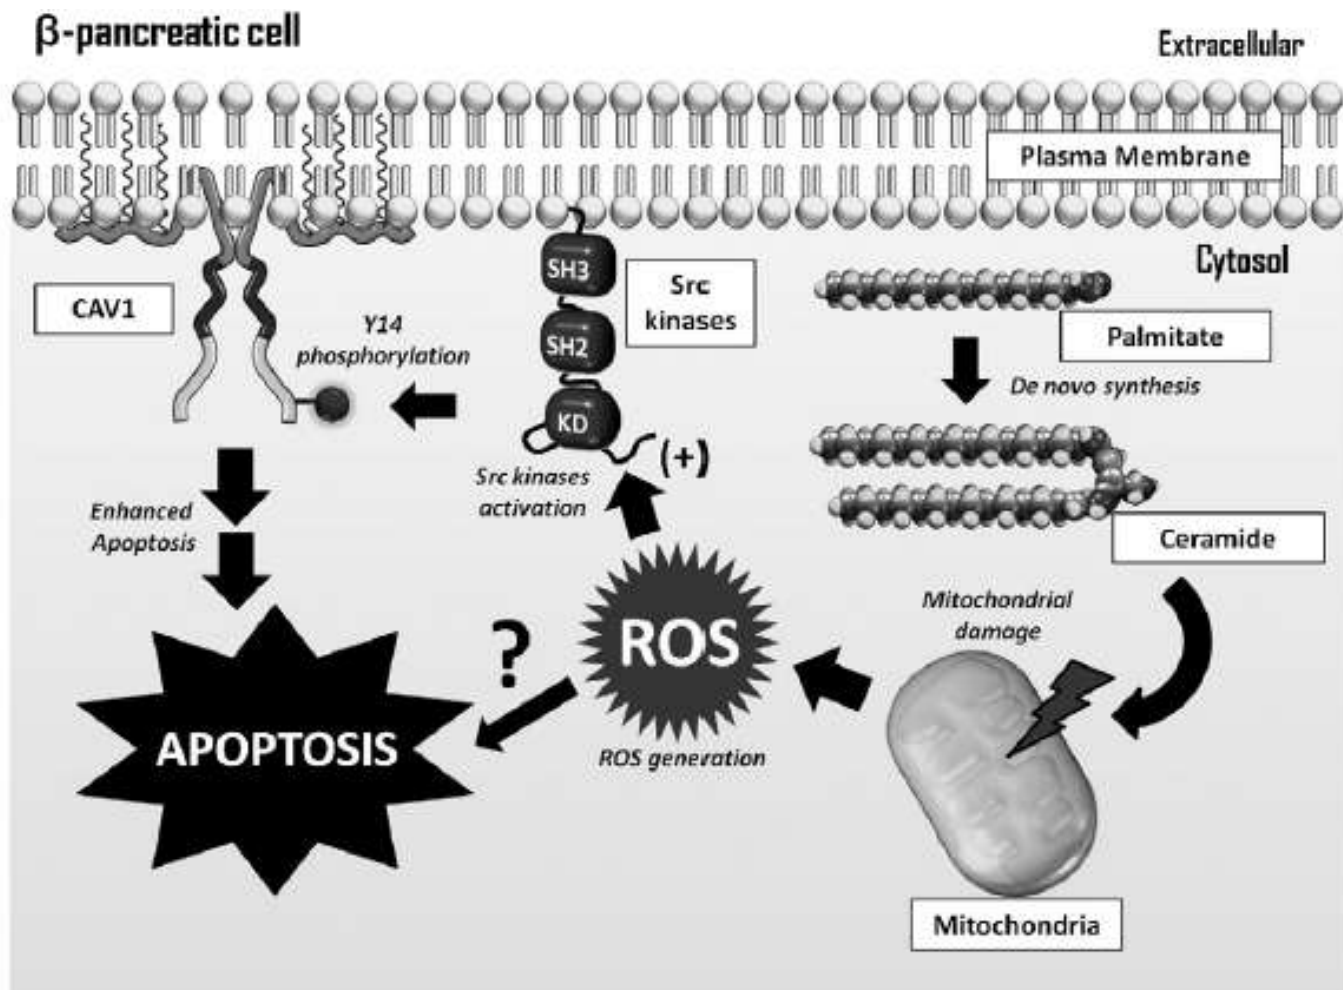 β-pancreatic cell
Extracellular
Plasma Membrane
Cytosol
CAV1
Y14
phosphorylation
SH3
SH2
KD
Src
kinases
(+)
Src kinases
activation
Palmitate
De novo synthesis
Ceramide
Enhanced
Apoptosis
Mitochondrial
damage
?
ROS
ROS generation
APOPTOSIS
Mitochondria